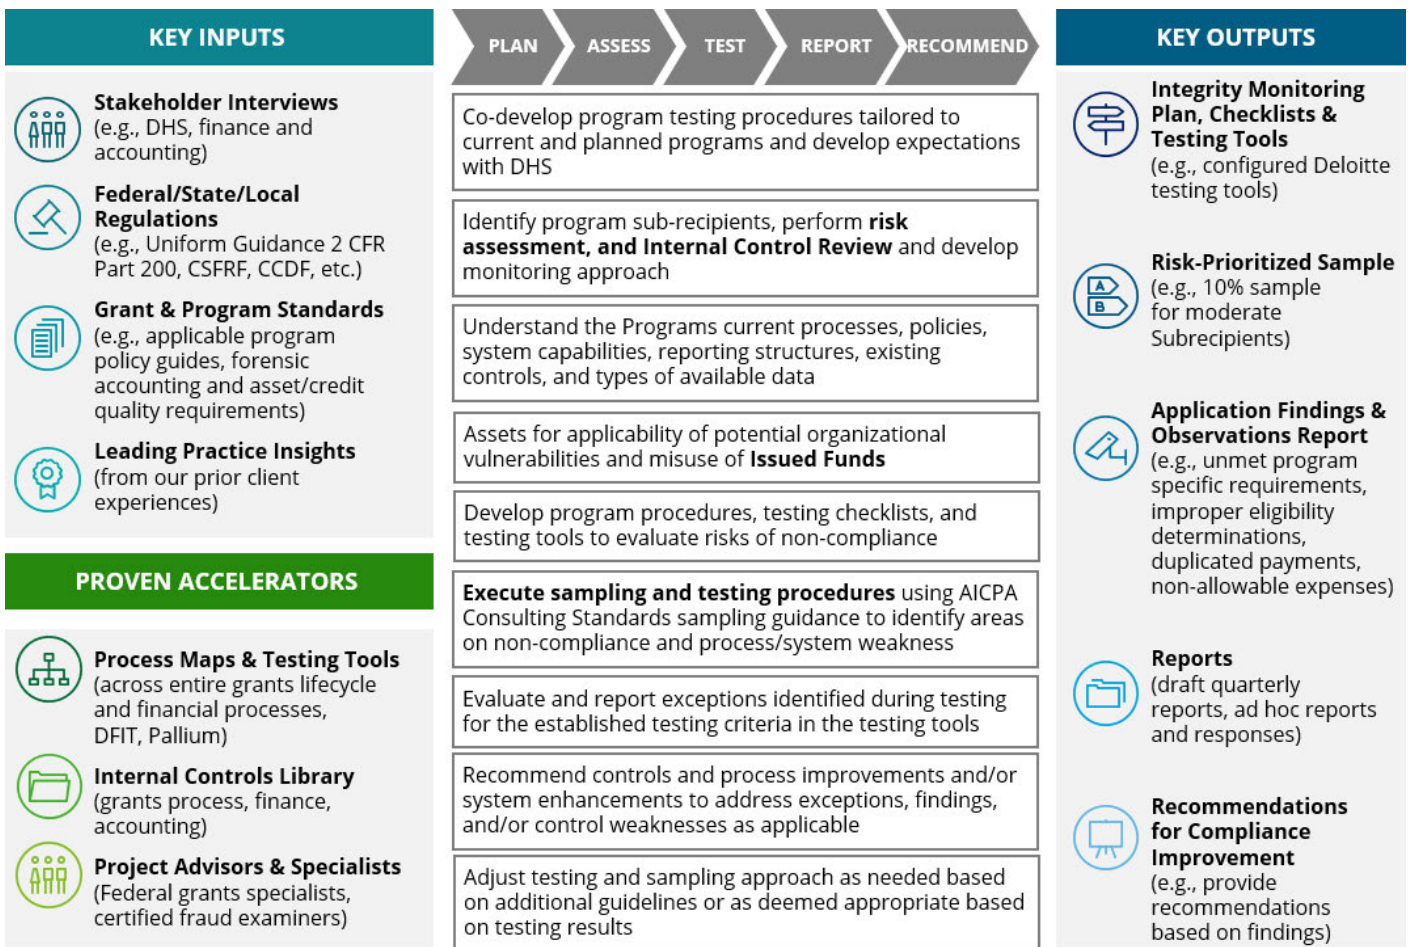 KEY INPUTS
Stakeholder Interviews
(e.g., DHS, finance and
accounting)
Federal/State/Local
Regulations
(e.g., Uniform Guidance 2 CFR
Part 200, CSFRF, CCDF, etc.)
Grant & Program Standards
(e.g., applicable program
policy guides, forensic
accounting and asset/credit
quality requirements)
Leading Practice Insights
(from our prior client
experiences)
PROVEN ACCELERATORS
Process Maps & Testing Tools
(across entire grants lifecycle
and financial processes,
DFIT, Pallium)
Internal Controls Library
(grants process, finance,
accounting)
Project Advisors & Specialists
(Federal grants specialists,
certified fraud examiners)
PLAN
ASSESS
TEST
REPORT
RECOMMEND
Co-develop program testing procedures tailored to
current and planned programs and develop expectations
with DHS
Identify program sub-recipients, perform risk
assessment, and Internal Control Review and develop
monitoring approach
Understand the Programs current processes, policies,
system capabilities, reporting structures, existing
controls, and types of available data
Assets for applicability of potential organizational
vulnerabilities and misuse of Issued Funds
Develop program procedures, testing checklists, and
testing tools to evaluate risks of non-compliance
Execute sampling and testing procedures using AICPA
Consulting Standards sampling guidance to identify areas
on non-compliance and process/system weakness
Evaluate and report exceptions identified during testing
for the established testing criteria in the testing tools
Recommend controls and process improvements and/or
system enhancements to address exceptions, findings,
and/or control weaknesses as applicable
Adjust testing and sampling approach as needed based
on additional guidelines or as deemed appropriate based
on testing results
KEY OUTPUTS
Integrity Monitoring
Plan, Checklists &
Testing Tools
(e.g., configured Deloitte
testing tools)
A
B
Risk-Prioritized Sample
(e.g., 10% sample
for moderate
Subrecipients)
Application Findings &
Observations Report
(e.g., unmet program
specific requirements,
improper eligibility
determinations,
duplicated payments,
non-allowable expenses)
Reports
(draft quarterly
reports, ad hoc reports
and responses)
Recommendations
for Compliance
Improvement
(e.g., provide
recommendations
based on findings)